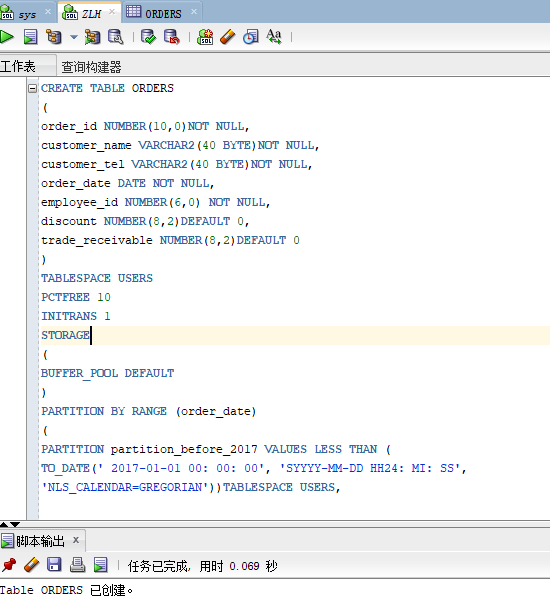 sys
ZLH
ORDERS
工作表
查询构建器
CREATE TABLE ORDERS
(
order_id NUMBER(10,0)NOT NULL,
customer_name VARCHAR2(40 BYTE)NOT NULL,
customer_tel VARCHAR2(40 BYTE)NOT NULL,
order_date DATE NOT NULL,
employee_id NUMBER(6,0) NOT NULL,
discount NUMBER(8,2)DEFAULT 0,
trade_receivable NUMBER(8,2)DEFAULT 0
)
TABLESPACE USERS
PCTFREE 10
INITRANS 1
STORAGE
(
BUFFER_POOL DEFAULT
)
PARTITION BY RANGE (order_date)
(
PARTITION partition_before_2017 VALUES LESS THAN (
TO_DATE(' 2017-01-01 00: 00: 00', 'SYYYY-MM-DD HH24: MI: SS',
'NLS_CALENDAR=GREGORIAN'))TABLESPACE USERS,
脚本输出 x
任务已完成, 用时 0.069 秒
Table ORDERS 已创建。